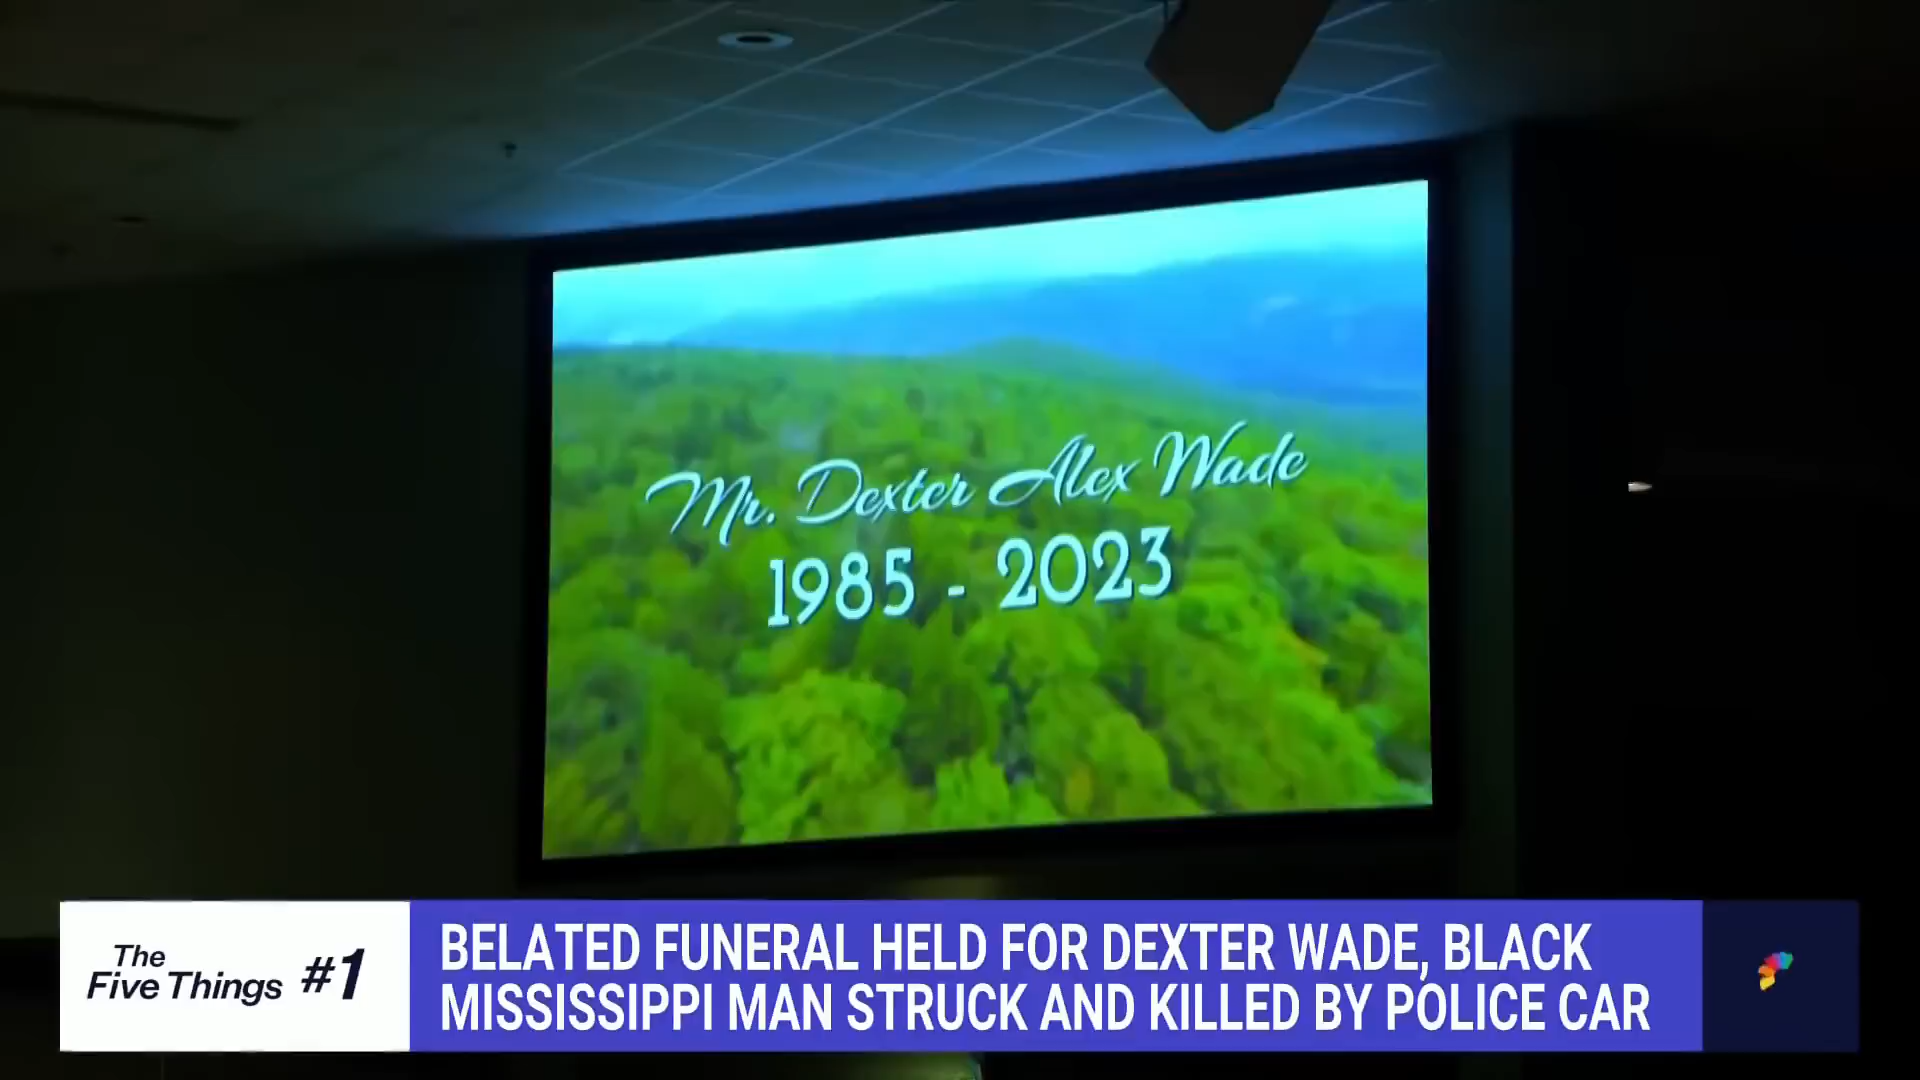 Mr. Dexter Alex Wade
1985 - 2023
The
Five Things #1
BELATED FUNERAL HELD FOR DEXTER WADE, BLACK
MISSISSIPPI MAN STRUCK AND KILLED BY POLICE CAR